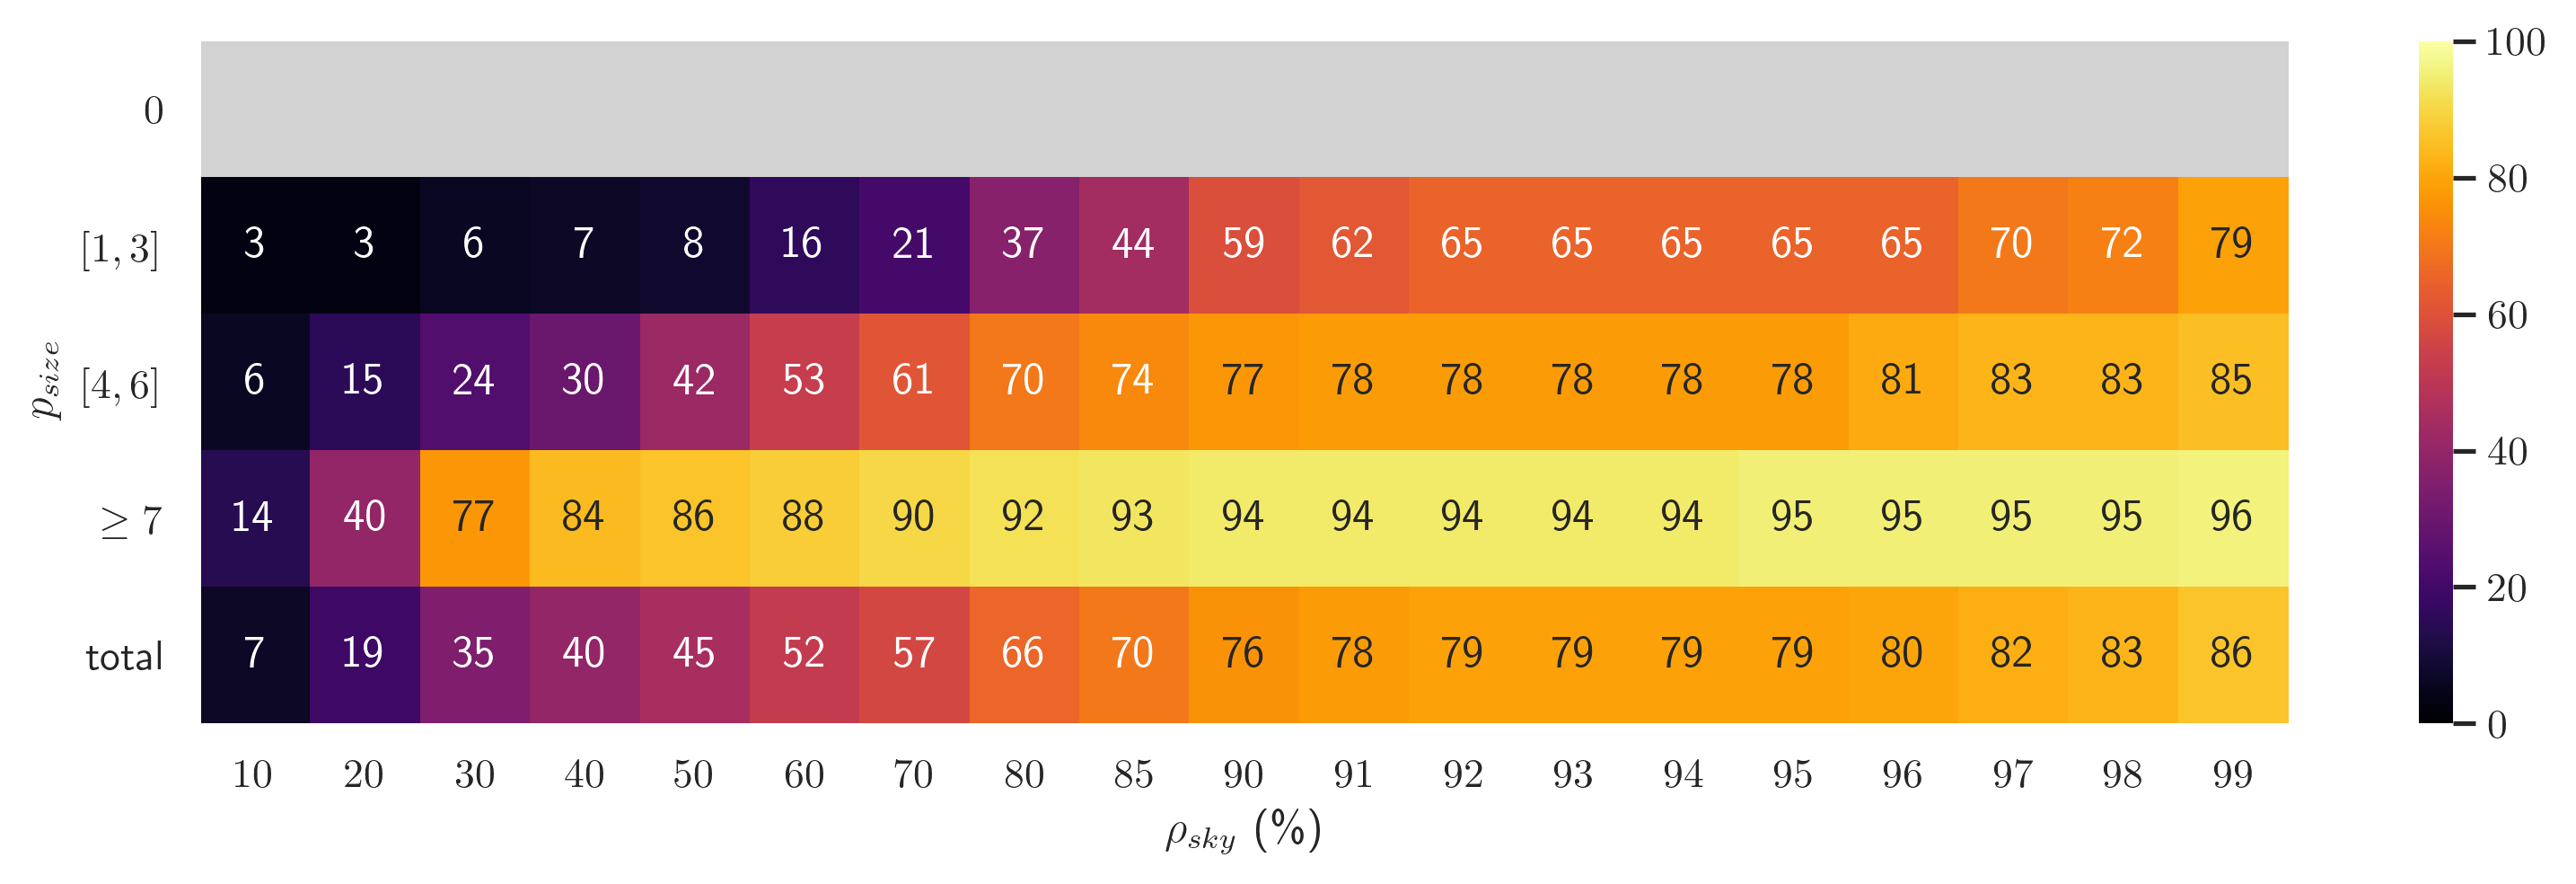 100
0
[1, 3] 3 3 6 7 8 16 21 37 44 59 62 65 65 65 65 65 70 72 79
80
p_size
[4, 6] 6 15 24 30 42 53 61 70 74 77 78 78 78 78 78 81 83 83 85
60
40
≥ 7 14 40 77 84 86 88 90 92 93 94 94 94 94 94 95 95 95 95 96
20
total 7 19 35 40 45 52 57 66 70 76 78 79 79 79 79 80 82 83 86
0
10 20 30 40 50 60 70 80 85 90 91 92 93 94 95 96 97 98 99
ρ_sky (%)